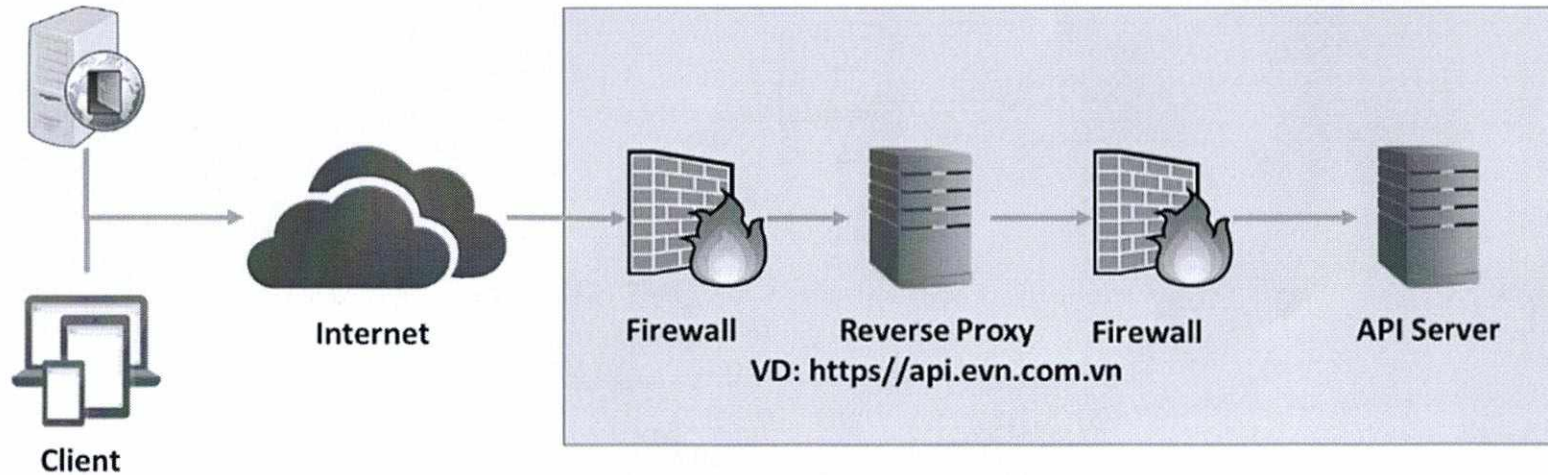 Internet
Firewall
Reverse Proxy
Firewall
API Server
VD: https//api.evn.com.vn
Client